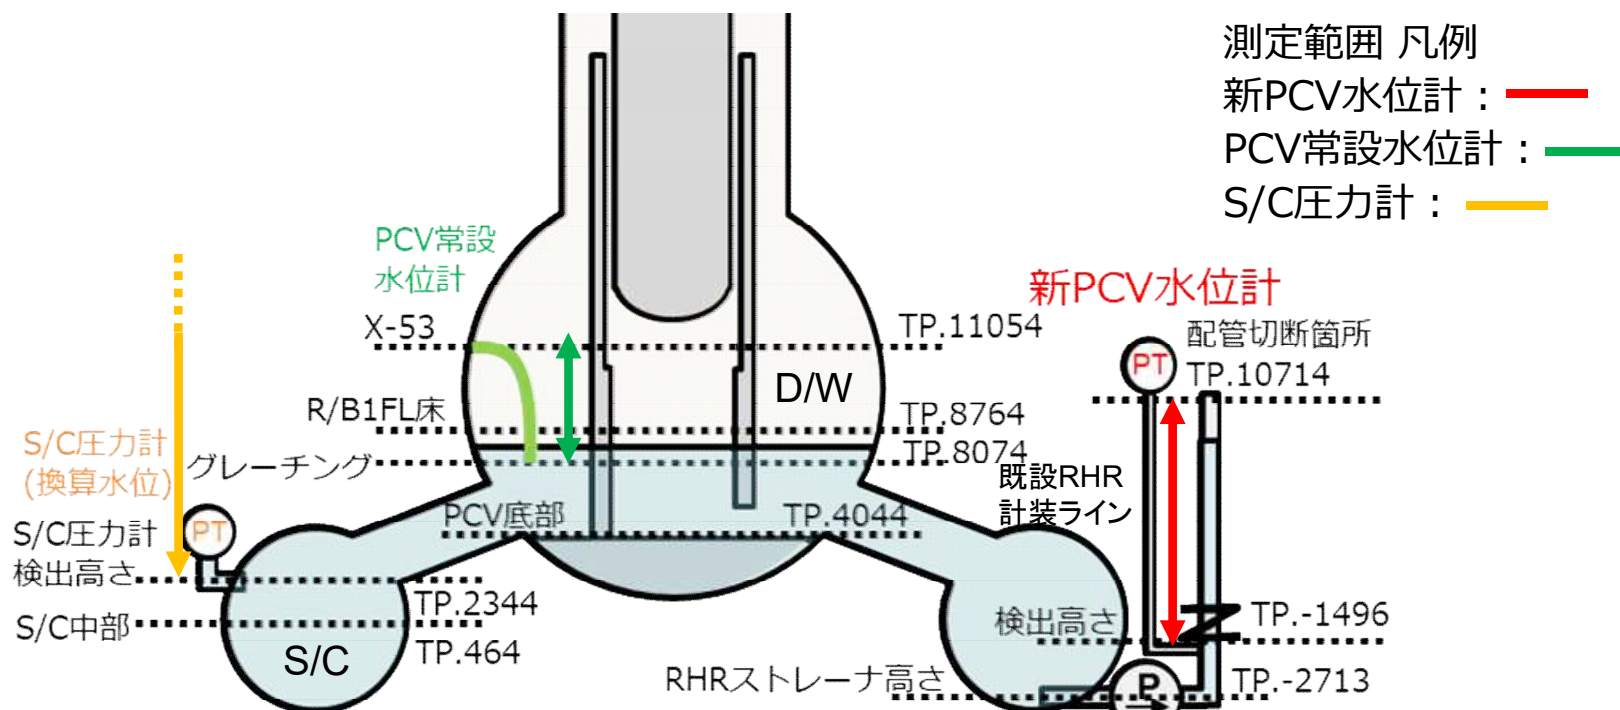 測定範囲 凡例
新PCV水位計：
PCV常設水位計：
S/C圧力計：
PCV常設
水位計
新PCV水位計
X-53
TP.11054
配管切断箇所
PT
TP.10714
D/W
R/B1FL床
TP.8764
S/C圧力計
(換算水位)
グレーチング
TP.8074
既設RHR
計装ライン
PT
S/C圧力計
検出高さ
PCV底部
TP.4044
TP.2344
S/C中部
TP.464
S/C
検出高さ
TP.-1496
RHRストレーナ高さ
P
TP.-2713